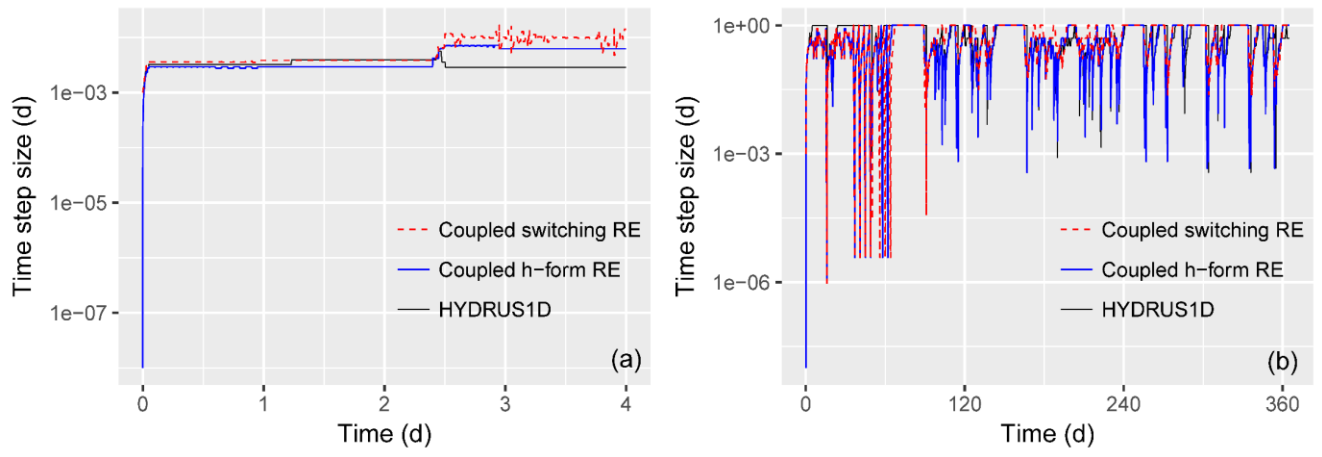 Time step size (d)
1e−03
1e−05
1e−07
Coupled switching RE
Coupled h−form RE
HYDRUS1D
(a)
0 1 2 3 4
Time (d)
Time step size (d)
1e+00
1e−03
1e−06
Coupled switching RE
Coupled h−form RE
HYDRUS1D
(b)
0 120 240 360
Time (d)